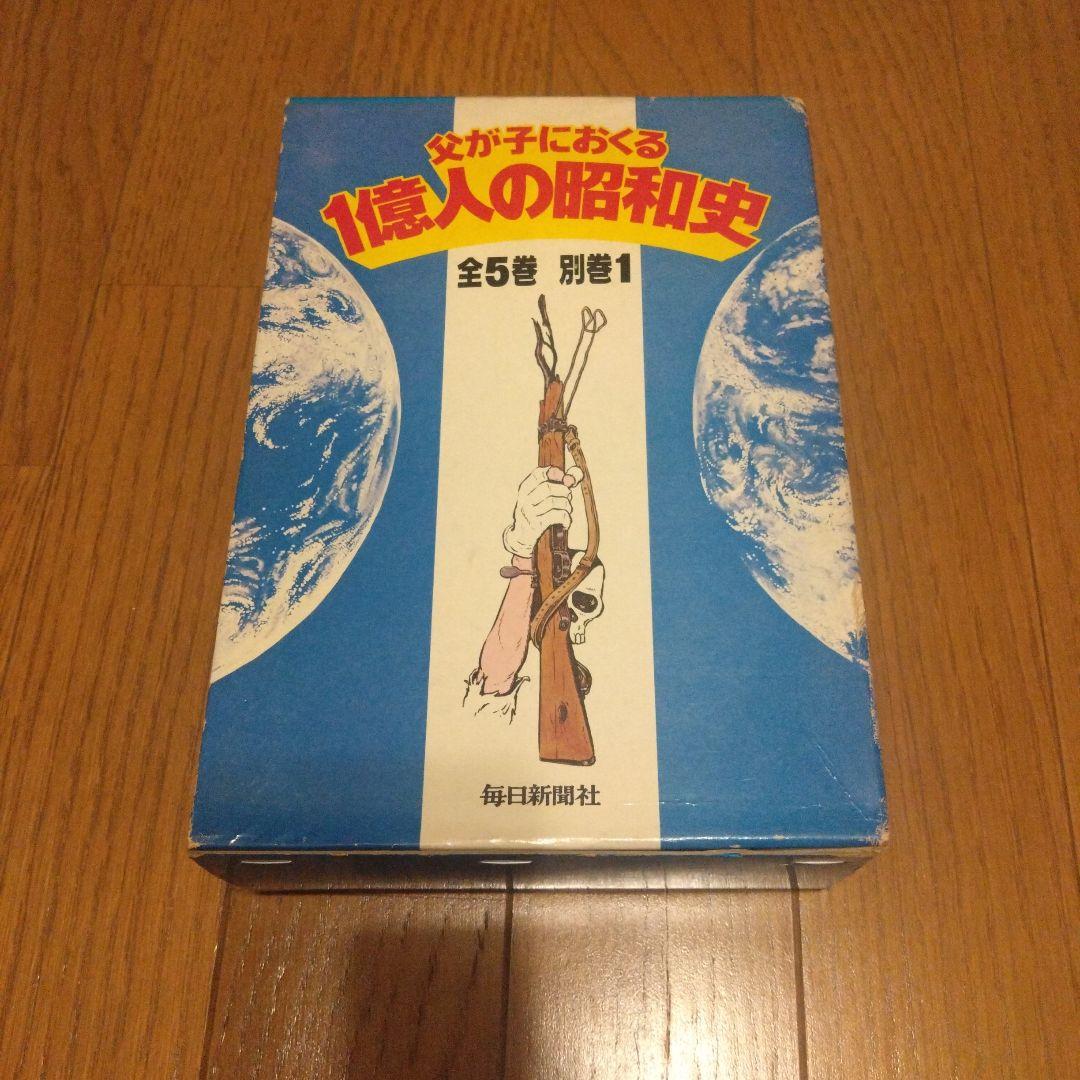 父が子におくる
1億人の昭和史
全5巻 別巻1
毎日新聞社